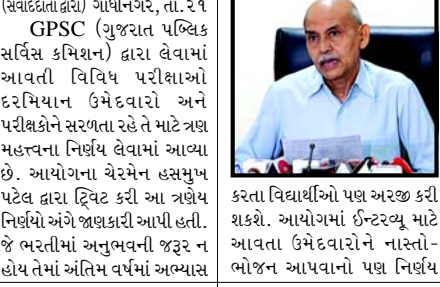 (સંવાદદાતા દ્વારા) ગાંધીનગર, તા.૨૧
GPSC (ગુજરાત પબ્લિક
સર્વિસ કમિશન) દ્વારા લેવામાં
આવતી વિવિધ પરીક્ષાઓ
દરમિયાન ઉમેદવારો અને
પરીક્ષકોને સરળતા રહે તે માટે ત્રણ
મહત્ત્વના નિર્ણય લેવામાં આવ્યા
છે. આયોગના ચેરમેન હસમુખ
પટેલ દ્વારા ટ્વિટ કરી આ ત્રણેય
નિર્ણયો અંગે જાણકારી આપી હતી.
જે ભરતીમાં અનુભવની જરૂર ન
હોય તેમાં અંતિમ વર્ષમાં અભ્યાસ
કરતા વિદ્યાર્થીઓ પણ અરજી કરી
શકશે. આયોગમાં ઈન્ટરવ્યૂ માટે
આવતા ઉમેદવારોને નાસ્તો-
ભોજન આપવાનો પણ નિર્ણય